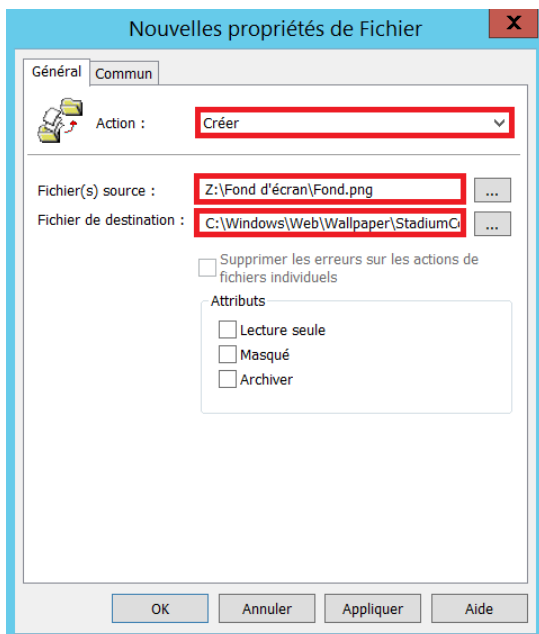 Nouvelles propriétés de Fichier
X
Général Commun
Action : Créer
Fichier(s) source : Z:\Fond d'écran\Fond.png ...
Fichier de destination : C:\Windows\Web\Wallpaper\StadiumC ...
Supprimer les erreurs sur les actions de
fichiers individuels
Attributs
Lecture seule
Masqué
Archiver
OK Annuler Appliquer Aide